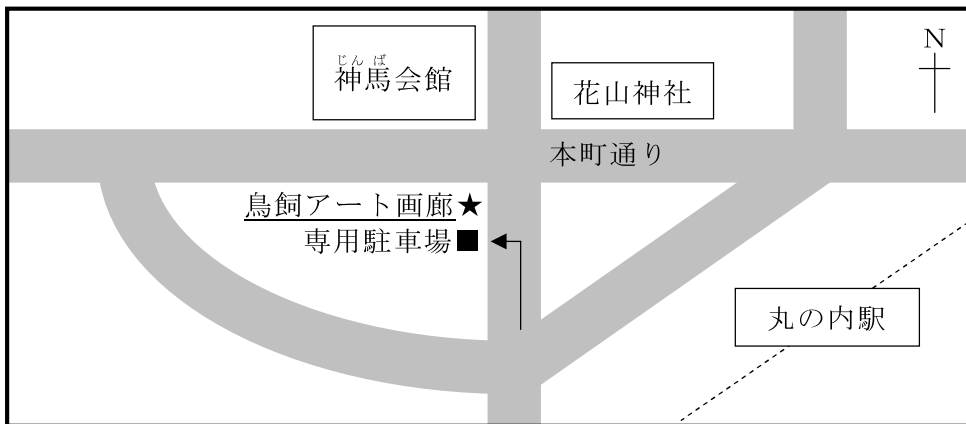 じんば
神馬会館
花山神社
N
本町通り
鳥飼アート画廊★
専用駐車場■
丸の内駅